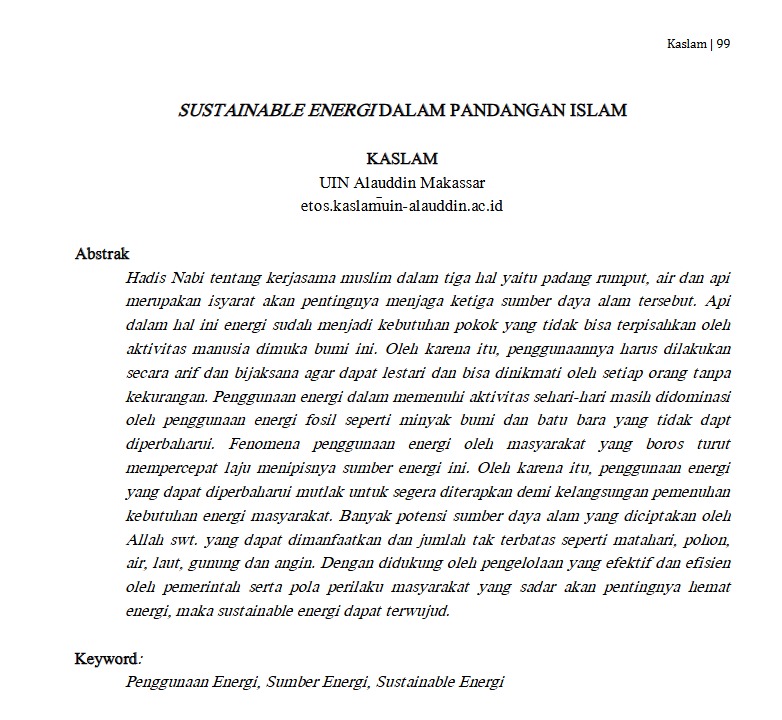 Kaslam | 99
SUSTAINABLE ENERGI DALAM PANDANGAN ISLAM
KASLAM
UIN Alauddin Makassar
etos.kaslamuin-alauddin.ac.id
Abstrak
Hadis Nabi tentang kerjasama muslim dalam tiga hal yaitu padang rumput, air dan api
merupakan isyarat akan pentingnya menjaga ketiga sumber daya alam tersebut. Api
dalam hal ini energi sudah menjadi kebutuhan pokok yang tidak bisa terpisahkan oleh
aktivitas manusia dimuka bumi ini. Oleh karena itu, penggunaannya harus dilakukan
secara arif dan bijaksana agar dapat lestari dan bisa dinikmati oleh setiap orang tanpa
kekurangan. Penggunaan energi dalam memenuhi aktivitas sehari-hari masih didominasi
oleh penggunaan energi fosil seperti minyak bumi dan batu bara yang tidak dapt
diperbaharui. Fenomena penggunaan energi oleh masyarakat yang boros turut
mempercepat laju menipisnya sumber energi ini. Oleh karena itu, penggunaan energi
yang dapat diperbaharui mutlak untuk segera diterapkan demi kelangsungan pemenuhan
kebutuhan energi masyarakat. Banyak potensi sumber daya alam yang diciptakan oleh
Allah swt. yang dapat dimanfaatkan dan jumlah tak terbatas seperti matahari, pohon,
air, laut, gunung dan angin. Dengan didukung oleh pengelolaan yang efektif dan efisien
oleh pemerintah serta pola perilaku masyarakat yang sadar akan pentingnya hemat
energi, maka sustainable energi dapat terwujud.
Keyword:
Penggunaan Energi, Sumber Energi, Sustainable Energi